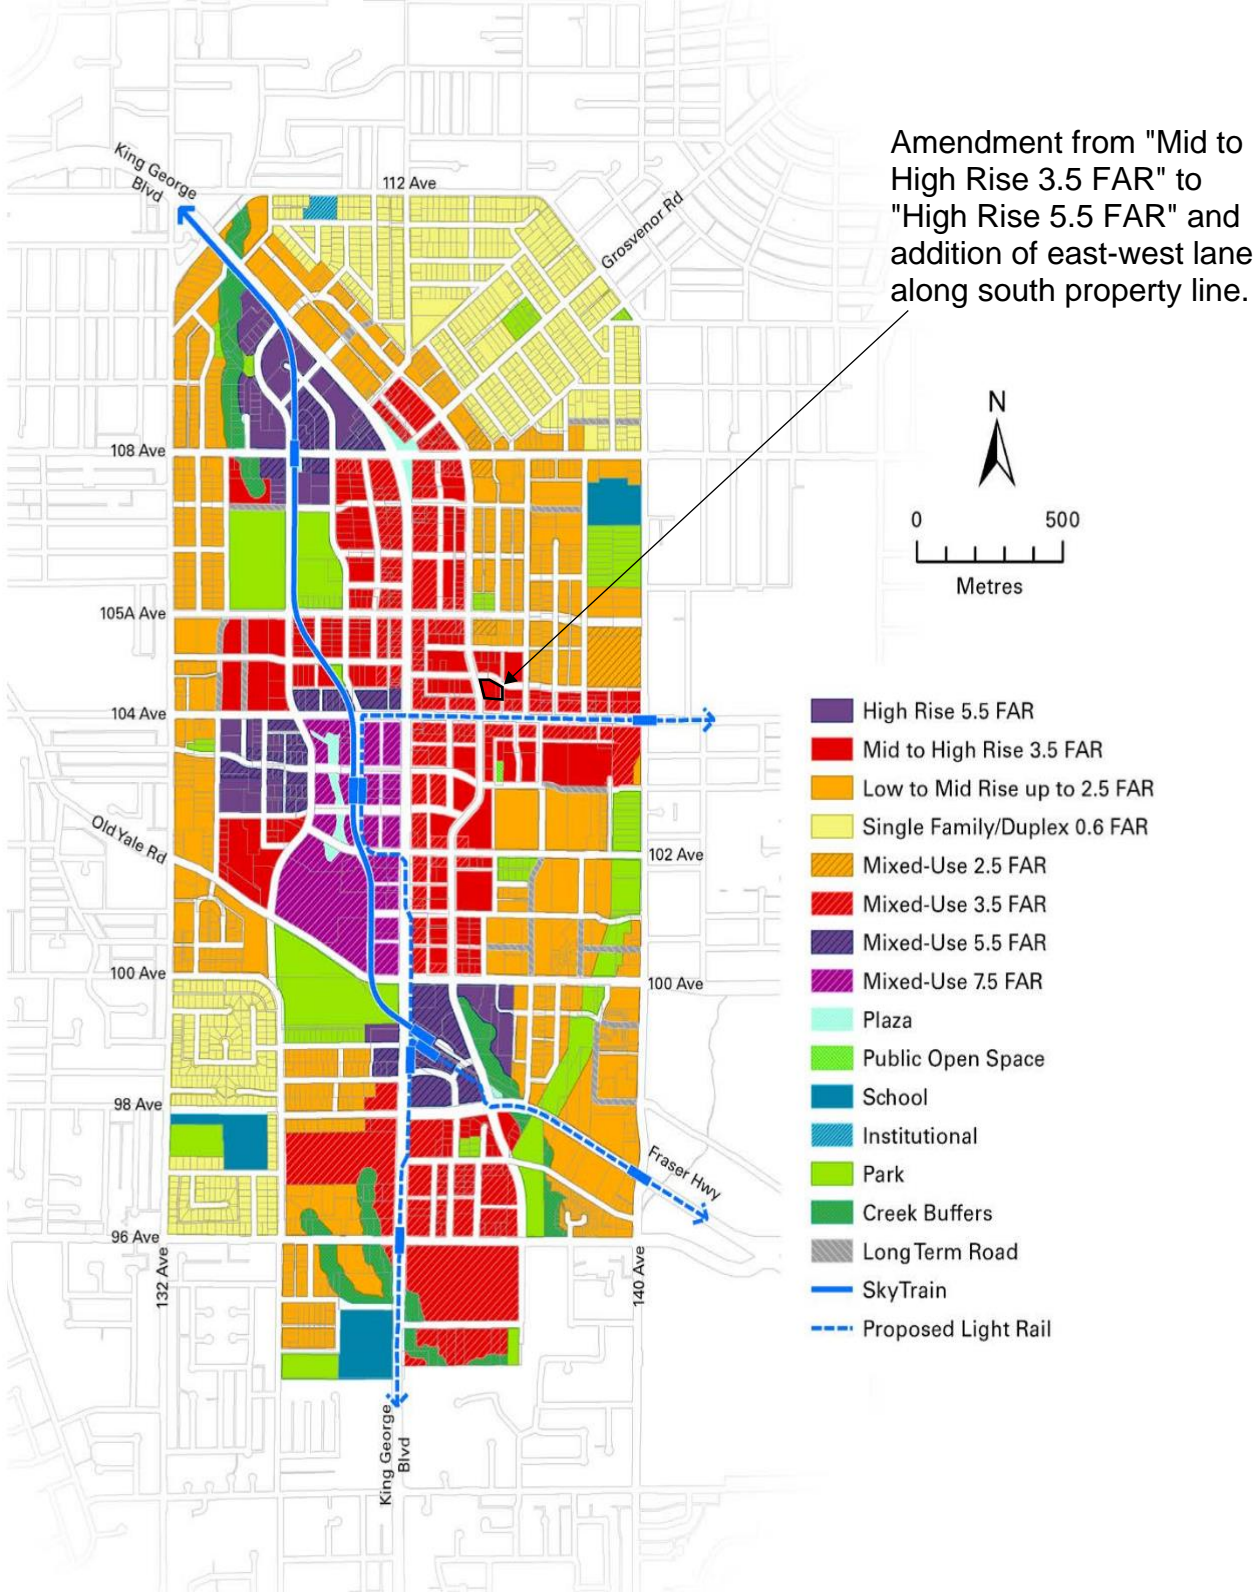 Amendment from "Mid to
High Rise 3.5 FAR" to
"High Rise 5.5 FAR" and
addition of east-west lane
along south property line.
King George
Blvd
112 Ave
Grosvenor Rd
108 Ave
105A Ave
104 Ave
Old Yale Rd
102 Ave
100 Ave
100 Ave
98 Ave
Fraser Hwy
96 Ave
132 Ave
140 Ave
King George
Blvd
N
0 500
Metres
High Rise 5.5 FAR
Mid to High Rise 3.5 FAR
Low to Mid Rise up to 2.5 FAR
Single Family/Duplex 0.6 FAR
Mixed-Use 2.5 FAR
Mixed-Use 3.5 FAR
Mixed-Use 5.5 FAR
Mixed-Use 7.5 FAR
Plaza
Public Open Space
School
Institutional
Park
Creek Buffers
Long Term Road
SkyTrain
Proposed Light Rail